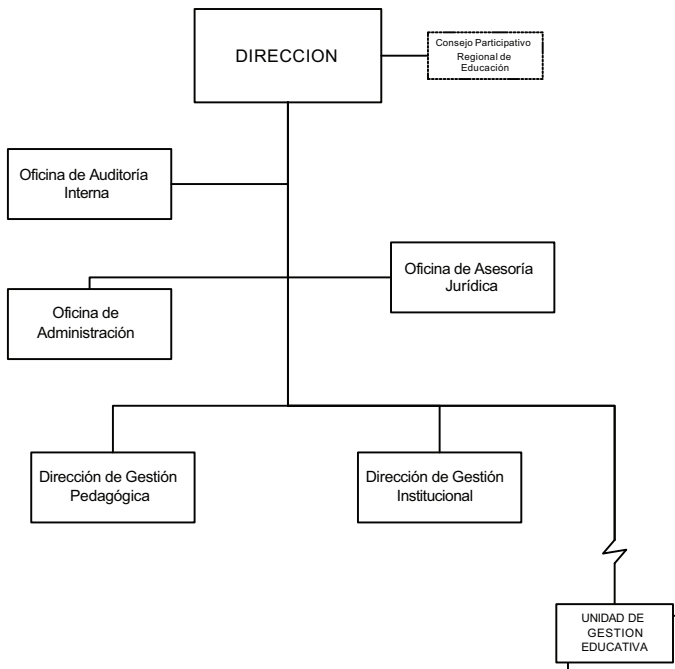 DIRECCION
Consejo Participativo
Regional de
Educación
Oficina de Auditoría
Interna
Oficina de Asesoría
Jurídica
Oficina de
Administración
Dirección de Gestión
Pedagógica
Dirección de Gestión
Institucional
UNIDAD DE
GESTION
EDUCATIVA